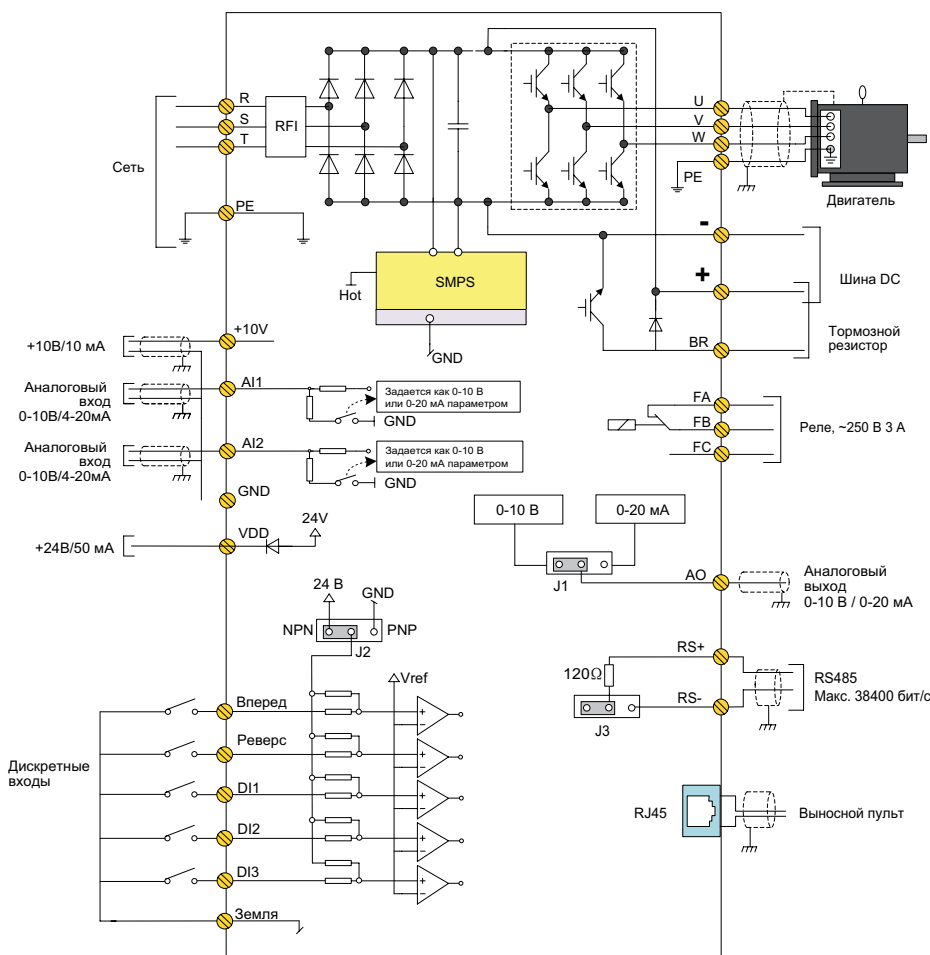 R
S
T
RFI
Сеть
PE
U
V
W
PE
Двигатель
-
+
Шина DC
Тормозной
резистор
BR
SMPS
Hot
GND
+10В/10 мА
+10V
Аналоговый
вход
0-10В/4-20мА
AI1
Задается как 0-10 В
или 0-20 мА параметром
GND
Аналоговый
вход
0-10В/4-20мА
AI2
Задается как 0-10 В
или 0-20 мА параметром
GND
GND
+24В/50 мА
VDD
24V
FA
FB
FC
Реле, ~250 В 3 А
0-10 В
0-20 мА
J1
AO
Аналоговый
выход
0-10 В / 0-20 мА
24 В
GND
NPN
PNP
J2
Vref
RS+
120Ω
RS-
J3
RS485
Макс. 38400 бит/с
Дискретные
входы
Вперед
+
−
Реверс
+
−
DI1
+
−
DI2
+
−
DI3
+
−
Земля
RJ45
Выносной пульт